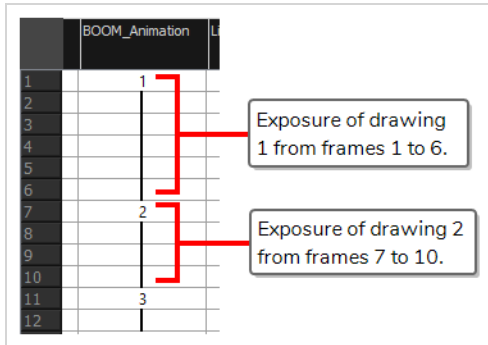 BOOM_Animation Li
1 1
2
3
4
5
6
7 2
8
9
10
11 3
12
Exposure of drawing
1 from frames 1 to 6.
Exposure of drawing 2
from frames 7 to 10.